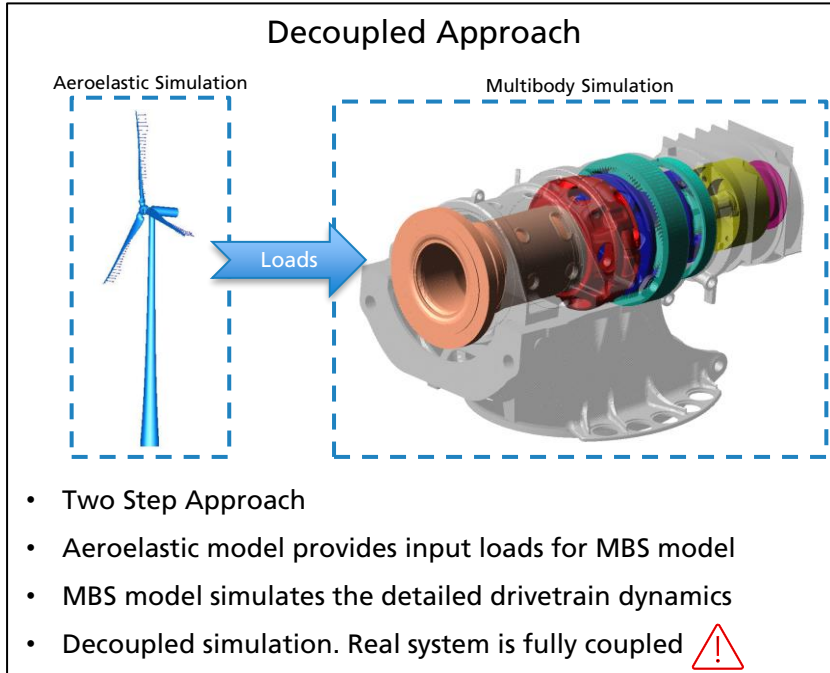 Decoupled Approach
Aeroelastic Simulation
Multibody Simulation
Loads
• Two Step Approach
• Aeroelastic model provides input loads for MBS model
• MBS model simulates the detailed drivetrain dynamics
• Decoupled simulation. Real system is fully coupled